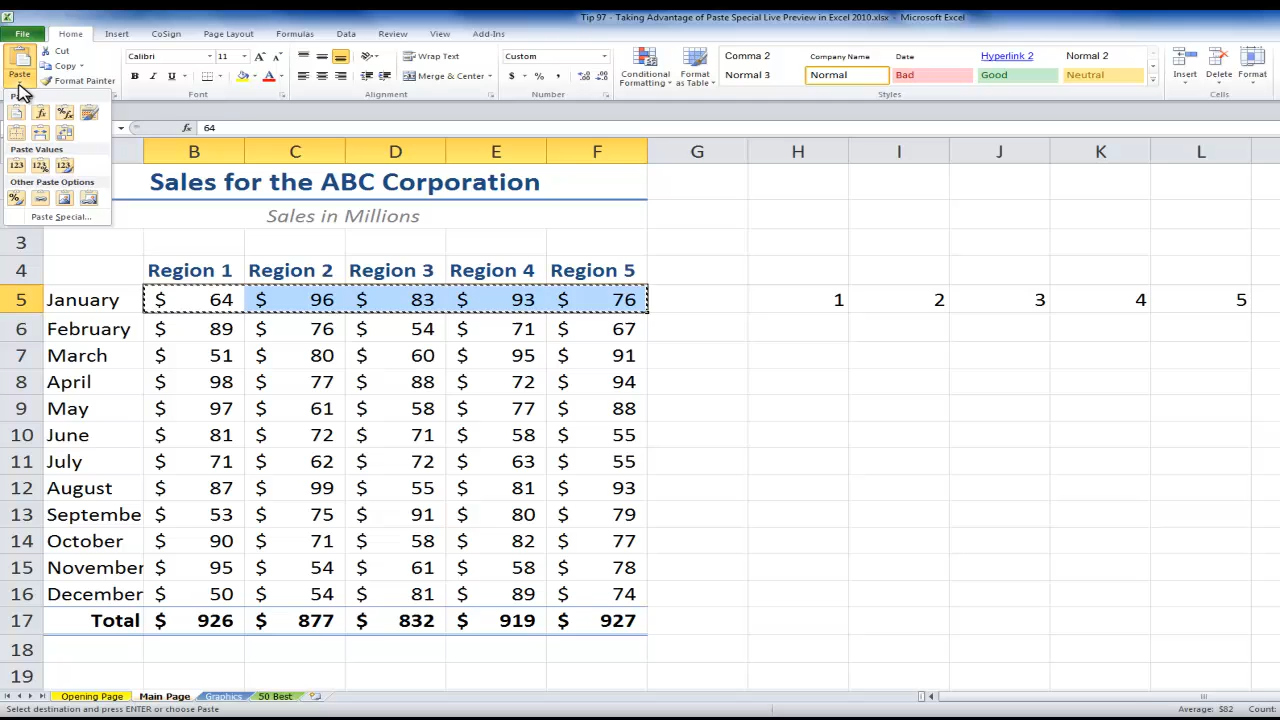 Tip 97 - Taking Advantage of Paste Special Live Preview in Excel 2010.xlsx - Microsoft Excel
File Home Insert CoSign Page Layout Formulas Data Review View Add-Ins
Paste Cut Copy Format Painter
Calibri 11
B I U
Wrap Text
Merge & Center
Custom
$ % ,
Conditional Formatting
Format as Table
Comma 2 Company Name Date Hyperlink 2 Normal 2
Normal 3 Normal Bad Good Neutral
Insert Delete Format
Font Alignment Number Styles Cells
Paste Values
Other Paste Options
Paste Special...
fx 64
B C D E F G H I J K L
Sales for the ABC Corporation
Sales in Millions
3
4 Region 1 Region 2 Region 3 Region 4 Region 5
5 January $ 64 $ 96 $ 83 $ 93 $ 76 1 2 3 4 5
6 February $ 89 $ 76 $ 54 $ 71 $ 67
7 March $ 51 $ 80 $ 60 $ 95 $ 91
8 April $ 98 $ 77 $ 88 $ 72 $ 94
9 May $ 97 $ 61 $ 58 $ 77 $ 88
10 June $ 81 $ 72 $ 71 $ 58 $ 55
11 July $ 71 $ 62 $ 72 $ 63 $ 55
12 August $ 87 $ 99 $ 55 $ 81 $ 93
13 Septembe $ 53 $ 75 $ 91 $ 80 $ 79
14 October $ 90 $ 71 $ 58 $ 82 $ 77
15 November $ 95 $ 54 $ 61 $ 58 $ 78
16 December $ 50 $ 54 $ 81 $ 89 $ 74
17 Total $ 926 $ 877 $ 832 $ 919 $ 927
18
19
Opening Page Main Page Graphics 50 Best
Select destination and press ENTER or choose Paste Average: $82 Count: